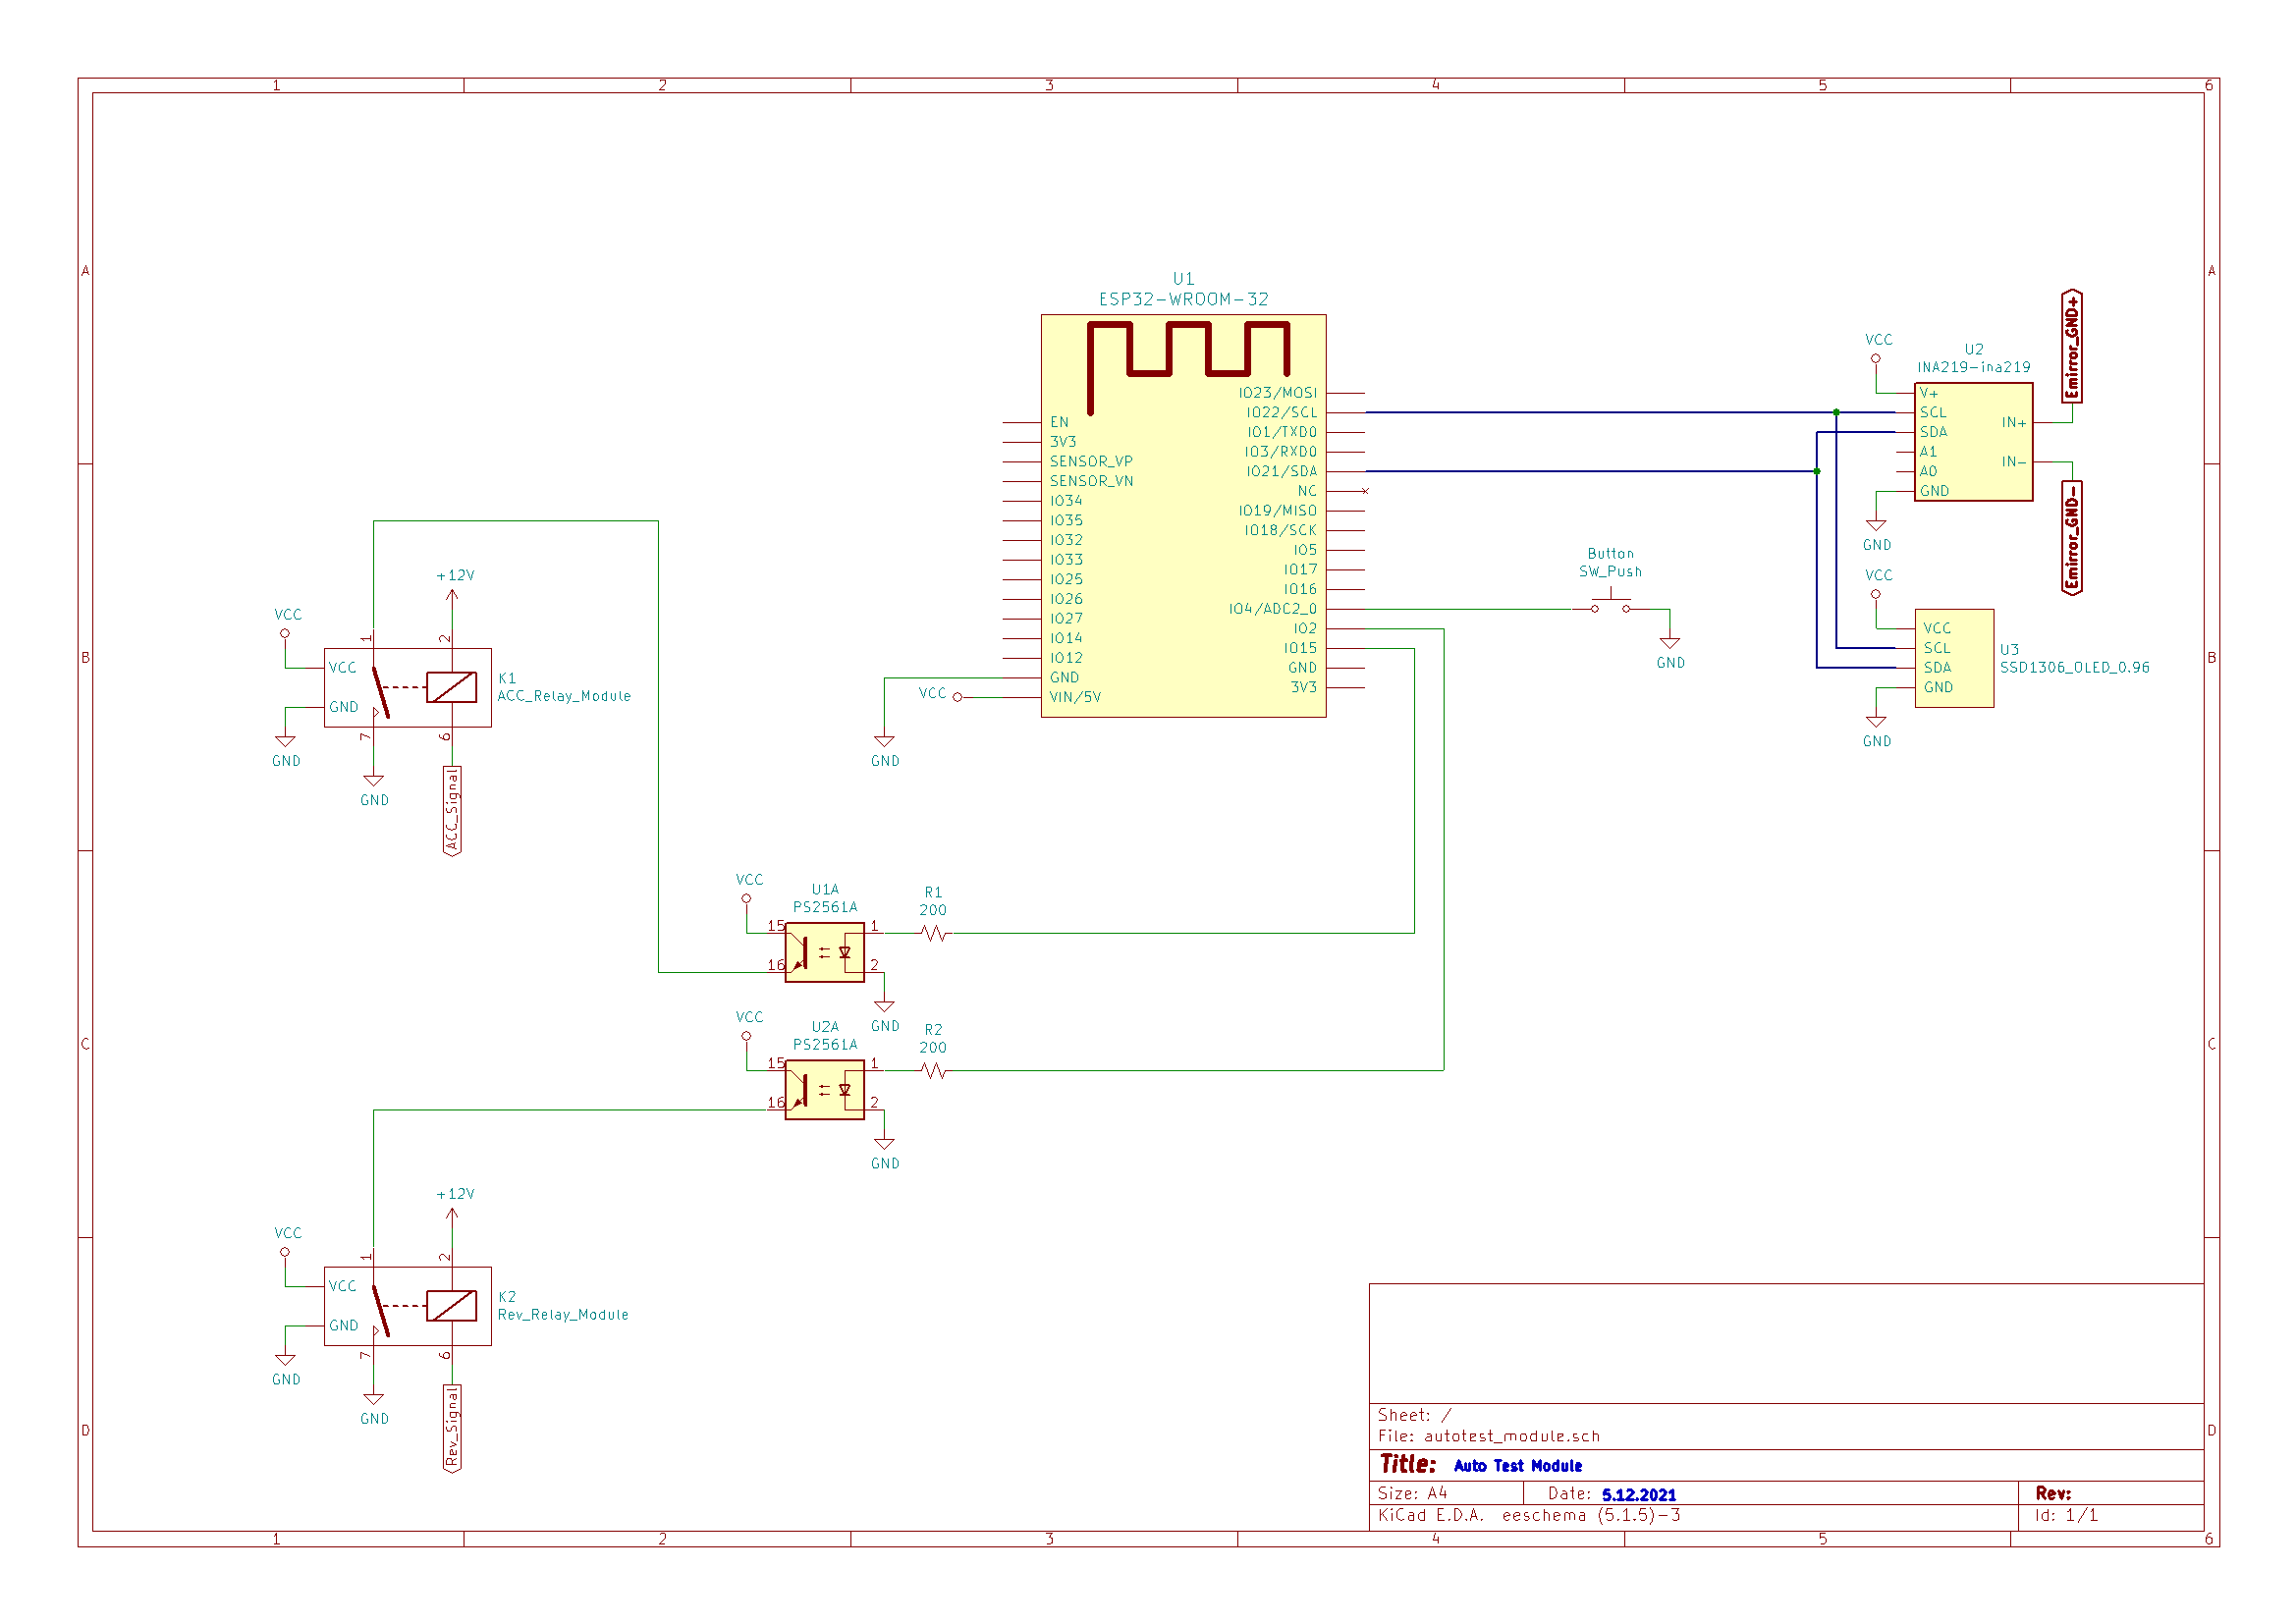 1 2 3 4 5 6
A A
B B
C C
D D
U1
ESP32-WROOM-32
EN
3V3
SENSOR_VP
SENSOR_VN
IO34
IO35
IO32
IO33
IO25
IO26
IO27
IO14
IO12
GND
VIN/5V
IO23/MOSI
IO22/SCL
IO1/TXD0
IO3/RXD0
IO21/SDA
NC
IO19/MISO
IO18/SCK
IO5
IO17
IO16
IO4/ADC2_0
IO2
IO15
GND
3V3
VCC
GND
VCC
U2
INA219-ina219
V+
SCL
SDA
A1
A0
GND
IN+
IN-
Emirror_GND+
Emirror_GND-
GND
Button
SW_Push
GND
VCC
VCC
SCL
SDA
GND
U3
SSD1306_OLED_0.96
GND
+12V
VCC
1 2
VCC
GND
K1
ACC_Relay_Module
7 6
GND
GND
ACC_Signal
VCC
U1A
PS2561A
15 1
16 2
R1
200
GND
VCC
U2A
PS2561A
15 1
16 2
R2
200
GND
+12V
VCC
1 2
VCC
GND
K2
Rev_Relay_Module
7 6
GND
GND
Rev_Signal
Sheet: /
File: autotest_module.sch
Title: Auto Test Module
Size: A4 Date: 5.12.2021 Rev:
KiCad E.D.A. eeschema (5.1.5)-3 Id: 1/1
1 2 3 4 5 6